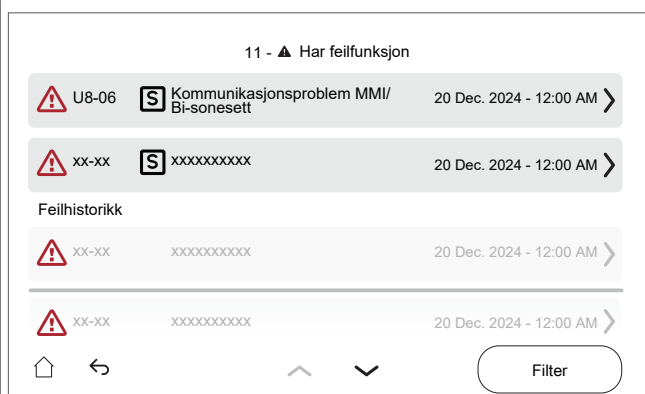 11 - Har feilfunksjon
U8-06 S Kommunikasjonsproblem MMI/
Bi-sonesett
20 Dec. 2024 - 12:00 AM
xx-xx S xxxxxxxxxx 20 Dec. 2024 - 12:00 AM
Feilhistorikk
xx-xx xxxxxxxxxx 20 Dec. 2024 - 12:00 AM
xx-xx xxxxxxxxxx 20 Dec. 2024 - 12:00 AM
Filter